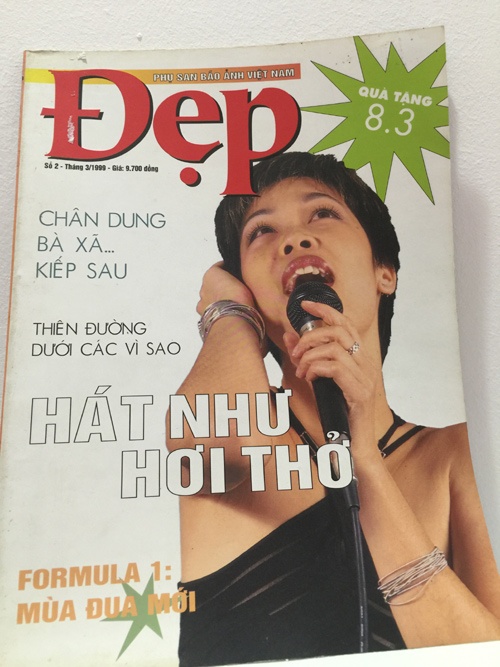 PHỤ SAN BÁO ẢNH VIỆT NAM
Đẹp
Số 2 - Tháng 3/1999 - Giá: 9.700 đồng
QUÀ TẶNG
8.3
CHÂN DUNG
BÀ XÃ...
KIẾP SAU
THIÊN ĐƯỜNG
DƯỚI CÁC VÌ SAO
HÁT NHƯ
HƠI THỞ
FORMULA 1:
MÙA ĐUA MỚI